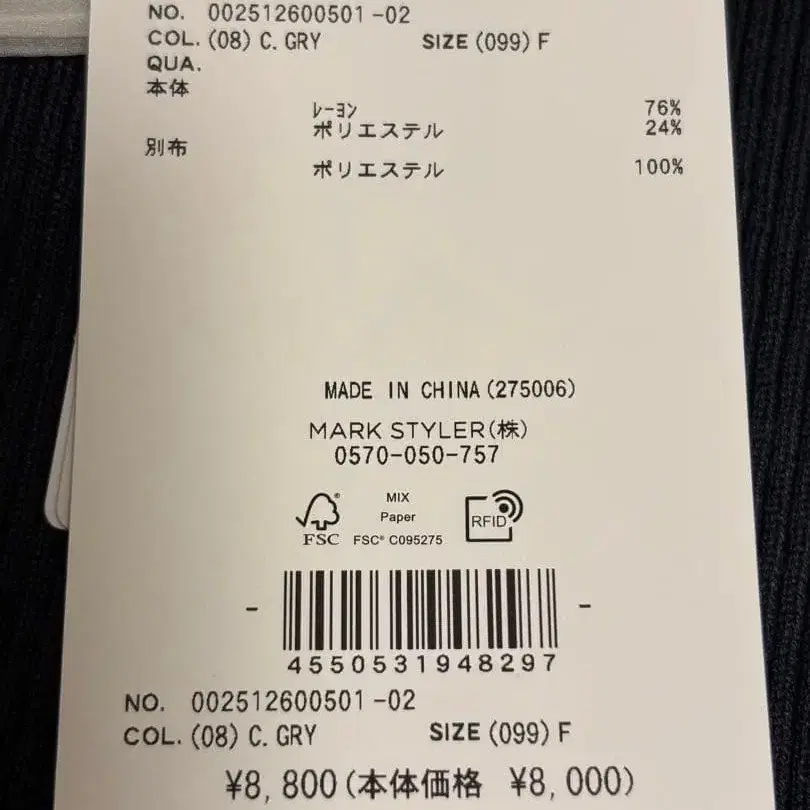 NO. 002512600501-02
COL. (08) C. GRY SIZE (099) F
QUA.
本体
ﾚｰﾖﾝ 76%
ポリエステル 24%
別布
ポリエステル 100%
MADE IN CHINA (275006)
MARK STYLER(株)
0570-050-757
FSC
MIX
Paper
FSC® C095275
RFID
4550531948297
NO. 002512600501-02
COL. (08) C. GRY SIZE (099) F
¥8,800(本体価格 ¥8,000)